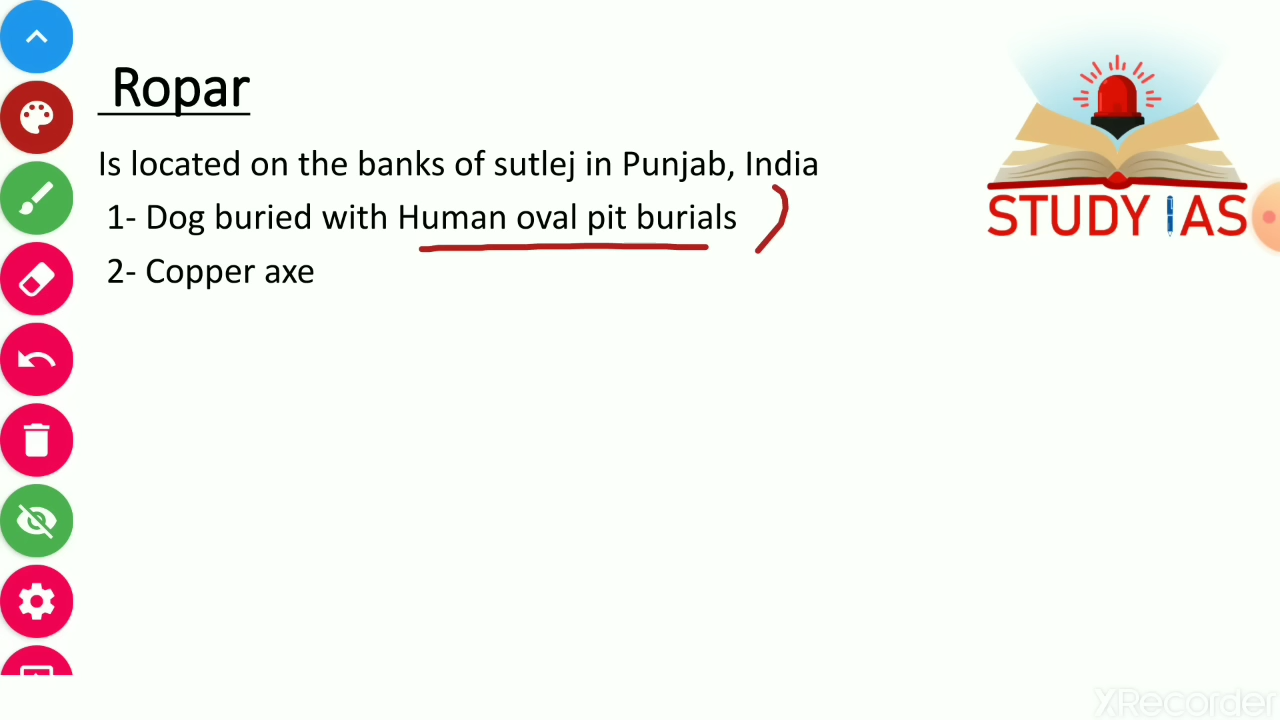 Ropar
Is located on the banks of sutlej in Punjab, India
1- Dog buried with Human oval pit burials
2- Copper axe
STUDY IAS
XRecorder